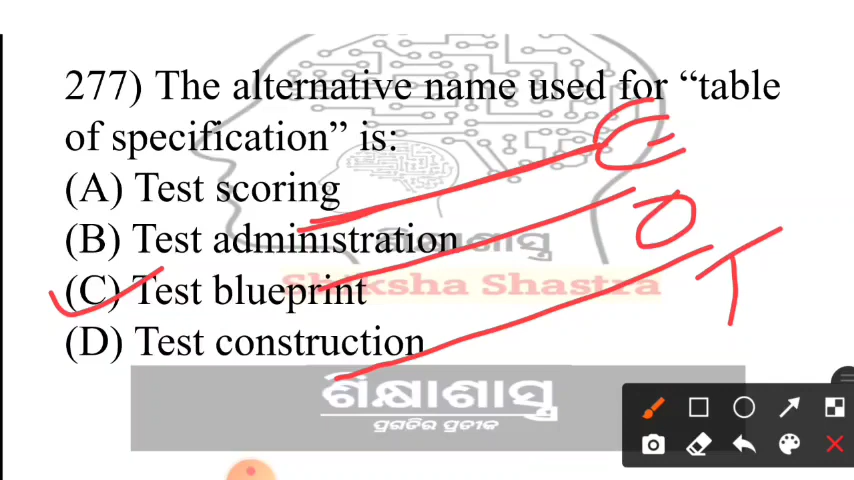 277) The alternative name used for “table
of specification” is:
(A) Test scoring
(B) Test administration
(C) Test blueprint
(D) Test construction
E
O
T
ଶିକ୍ଷାଶାସ୍ତ୍ର
Shiksha Shastra
ଶିକ୍ଷାଶାସ୍ତ୍ର
ପ୍ରଗତିର ପ୍ରତୀକ